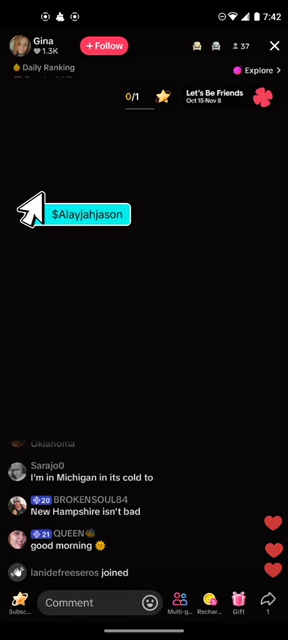 7:42
Gina
1.3K
+ Follow
37
Daily Ranking
Explore >
0/1
Let's Be Friends
Oct 15-Nov 8
$Alayjahjason
Oklahoma
Sarajo0
I'm in Michigan in its cold to
20 BROKENSOUL84
New Hampshire isn't bad
21 QUEEN
good morning
lanidefreeseros joined
Comment
Subsc...
Multi-g...
Rechar...
Gift
1